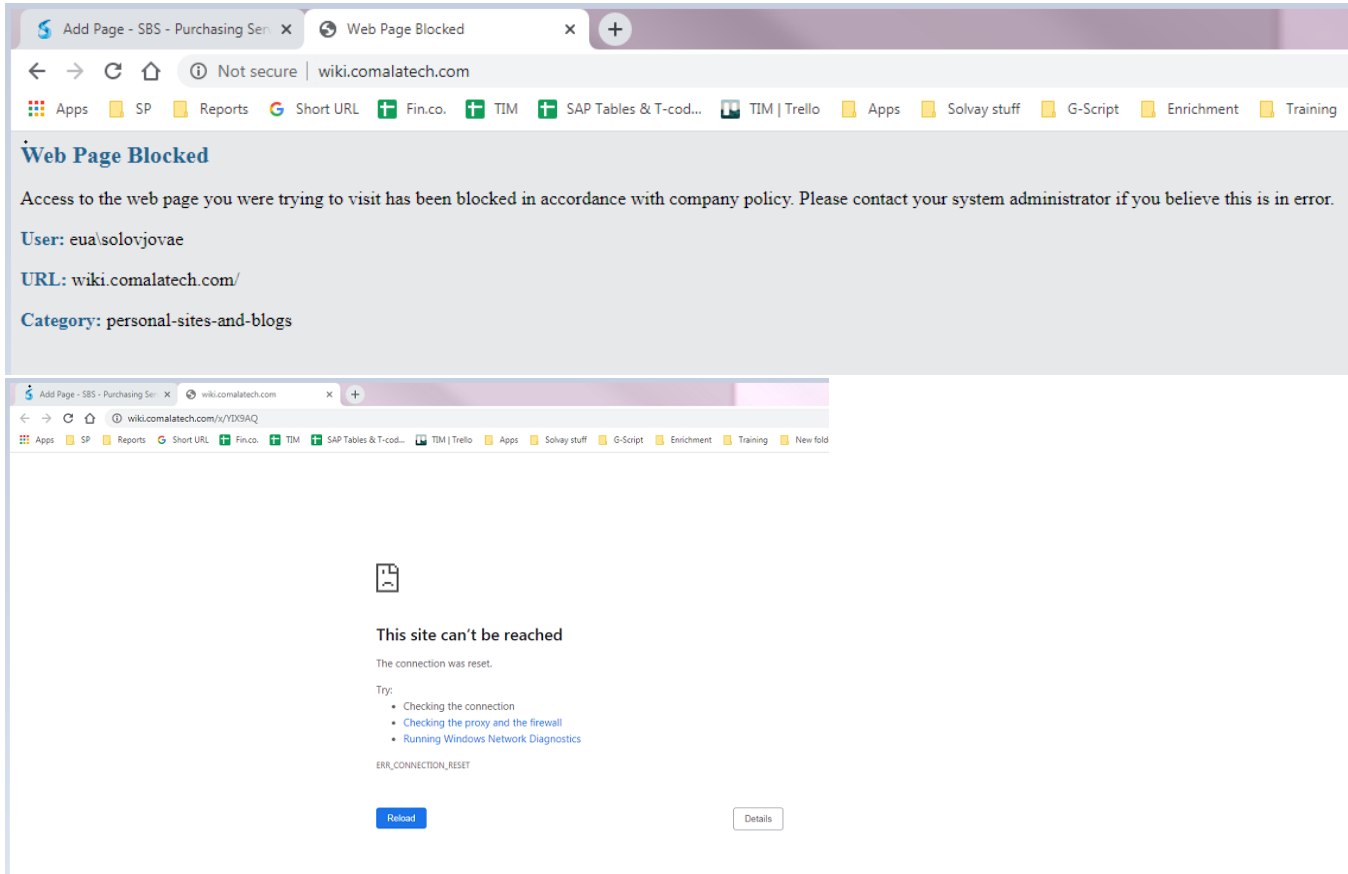 Add Page - SBS - Purchasing Ser
Web Page Blocked
Not secure | wiki.comalatech.com
Apps SP Reports Short URL Fin.co. TIM SAP Tables & T-cod... TIM | Trello Apps Solvay stuff G-Script Enrichment Training
Web Page Blocked
Access to the web page you were trying to visit has been blocked in accordance with company policy. Please contact your system administrator if you believe this is in error.
User: eua\solovjovae
URL: wiki.comalatech.com/
Category: personal-sites-and-blogs
Add Page - SBS - Purchasing Ser
wiki.comalatech.com
wiki.comalatech.com/x/YIX9AQ
Apps SP Reports Short URL Fin.co. TIM SAP Tables & T-cod... TIM | Trello Apps Solvay stuff G-Script Enrichment Training New fold
This site can't be reached
The connection was reset.
Try:
• Checking the connection
• Checking the proxy and the firewall
• Running Windows Network Diagnostics
ERR_CONNECTION_RESET
Reload
Details